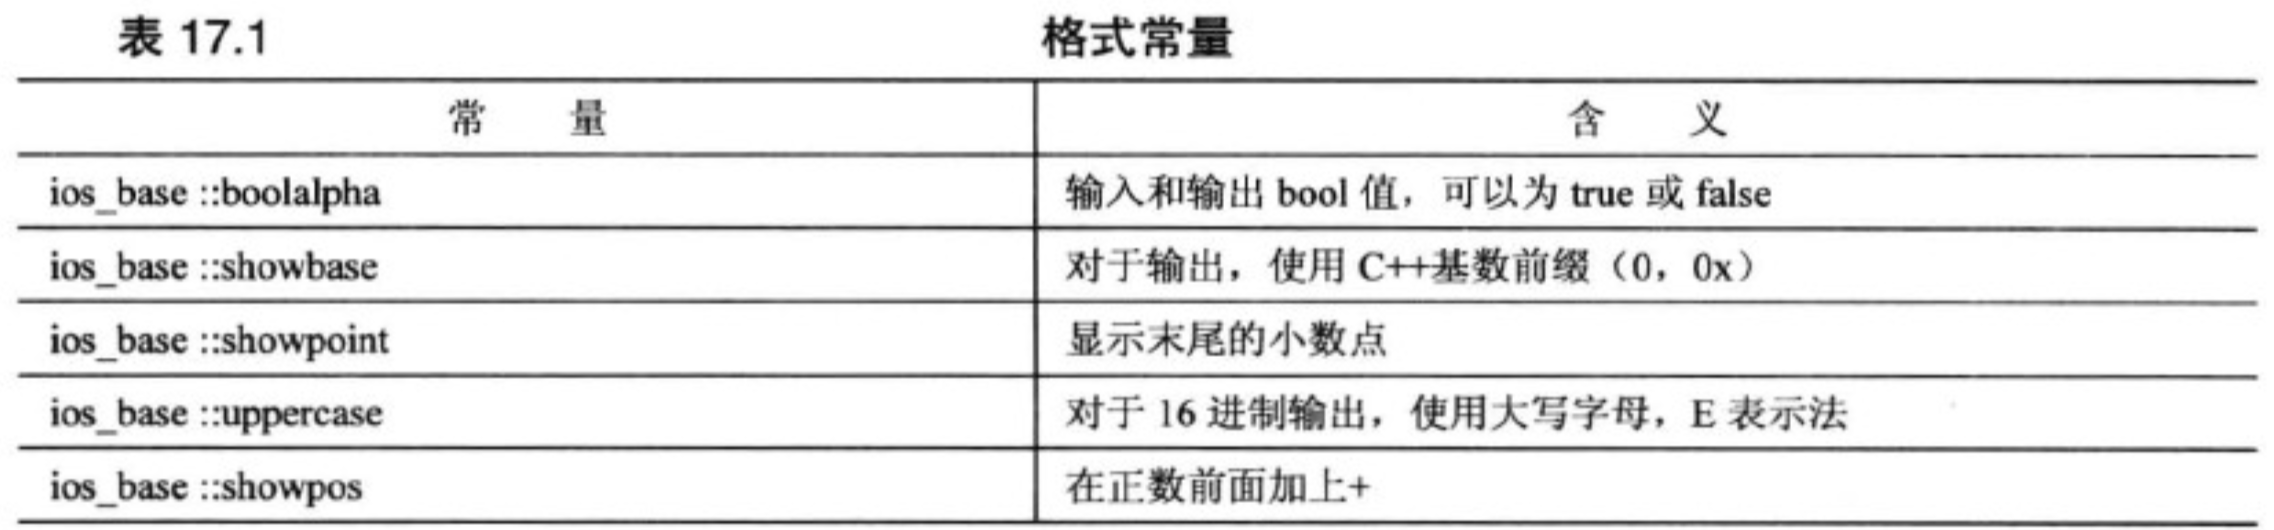 表 17.1 格式常量
常 量 含 义
ios_base ::boolalpha 输入和输出 bool 值，可以为 true 或 false
ios_base ::showbase 对于输出，使用 C++基数前缀（0，0x）
ios_base ::showpoint 显示末尾的小数点
ios_base ::uppercase 对于 16 进制输出，使用大写字母，E 表示法
ios_base ::showpos 在正数前面加上+